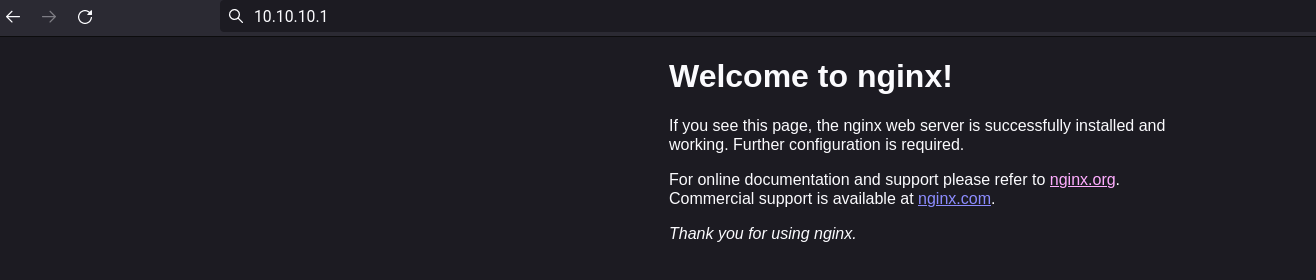 10.10.10.1
Welcome to nginx!
If you see this page, the nginx web server is successfully installed and
working. Further configuration is required.
For online documentation and support please refer to nginx.org.
Commercial support is available at nginx.com.
Thank you for using nginx.